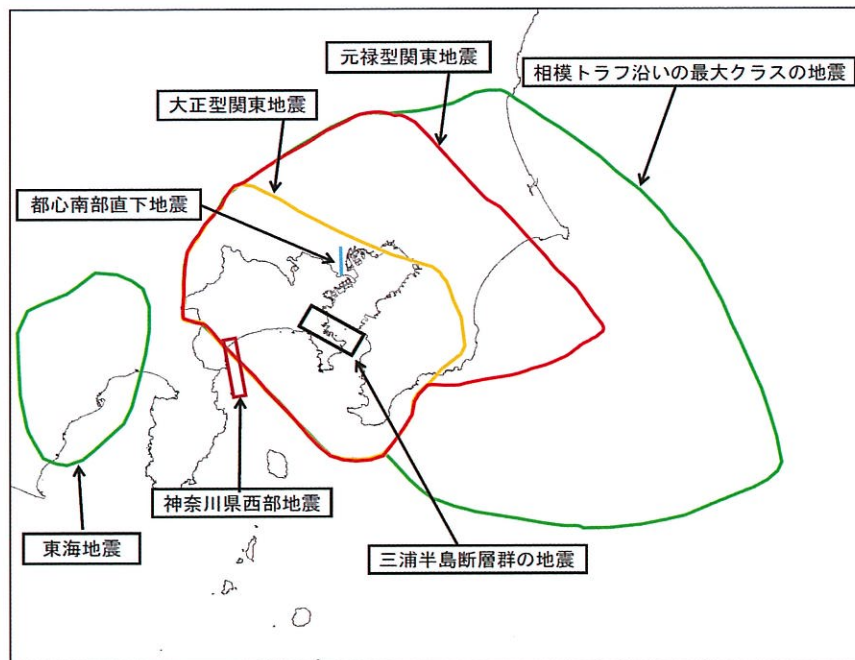 元禄型関東地震
相模トラフ沿いの最大クラスの地震
大正型関東地震
都心南部直下地震
神奈川県西部地震
東海地震
三浦半島断層群の地震